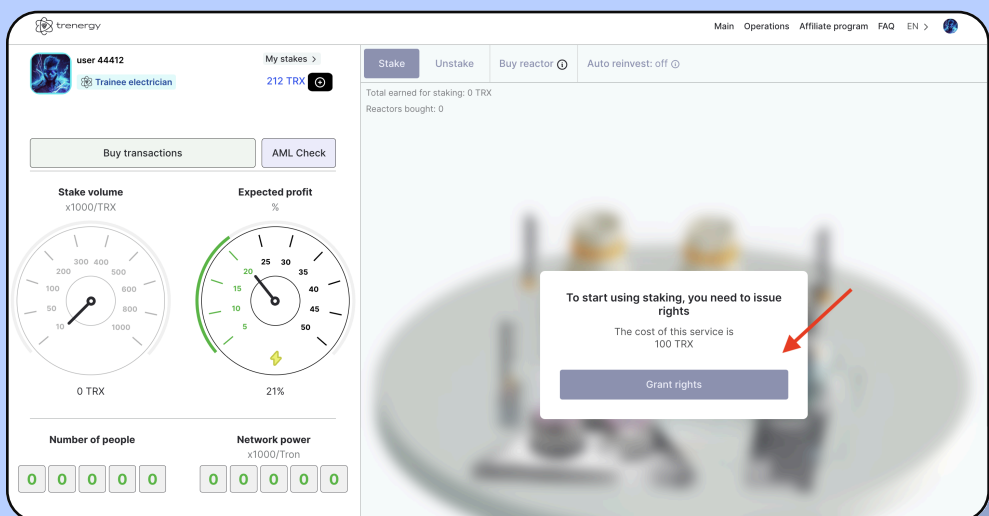 trenergy
Main Operations Affiliate program FAQ EN >
user 44412
My stakes >
Trainee electrician
212 TRX
Stake Unstake Buy reactor Auto reinvest: off
Total earned for staking: 0 TRX
Reactors bought: 0
Buy transactions AML Check
Stake volume
x1000/TRX
10 50 100 200 300 400 500 600 800 1000
0 TRX
Expected profit
%
5 10 15 20 25 30 35 40 45 50
21%
To start using staking, you need to issue
rights
The cost of this service is
100 TRX
Grant rights
Number of people
0 0 0 0 0
Network power
x1000/Tron
0 0 0 0 0